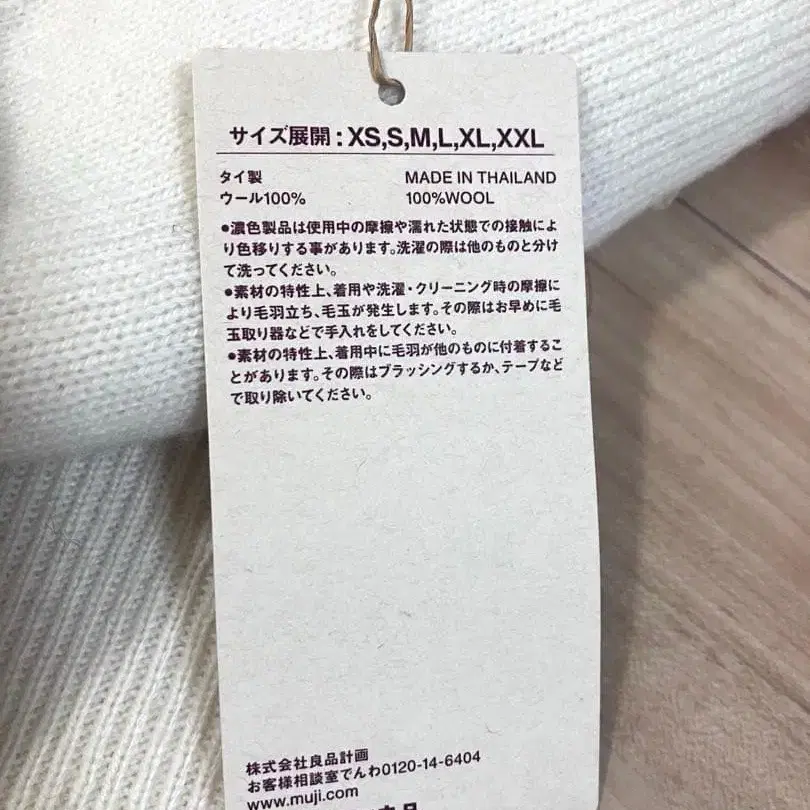 サイズ展開：XS,S,M,L,XL,XXL
タイ製 MADE IN THAILAND
ウール100% 100%WOOL
●濃色製品は使用中の摩擦や濡れた状態での接触によ
り色移りする事があります。洗濯の際は他のものと分け
て洗ってください。
●素材の特性上、着用や洗濯・クリーニング時の摩擦に
より毛羽立ち、毛玉が発生します。その際はお早めに毛
玉取り器などで手入れをしてください。
●素材の特性上、着用中に毛羽が他のものに付着するこ
とがあります。その際はブラッシングするか、テープなど
で取り除いてください。
株式会社良品計画
お客様相談室でんわ0120-14-6404
www.muji.com